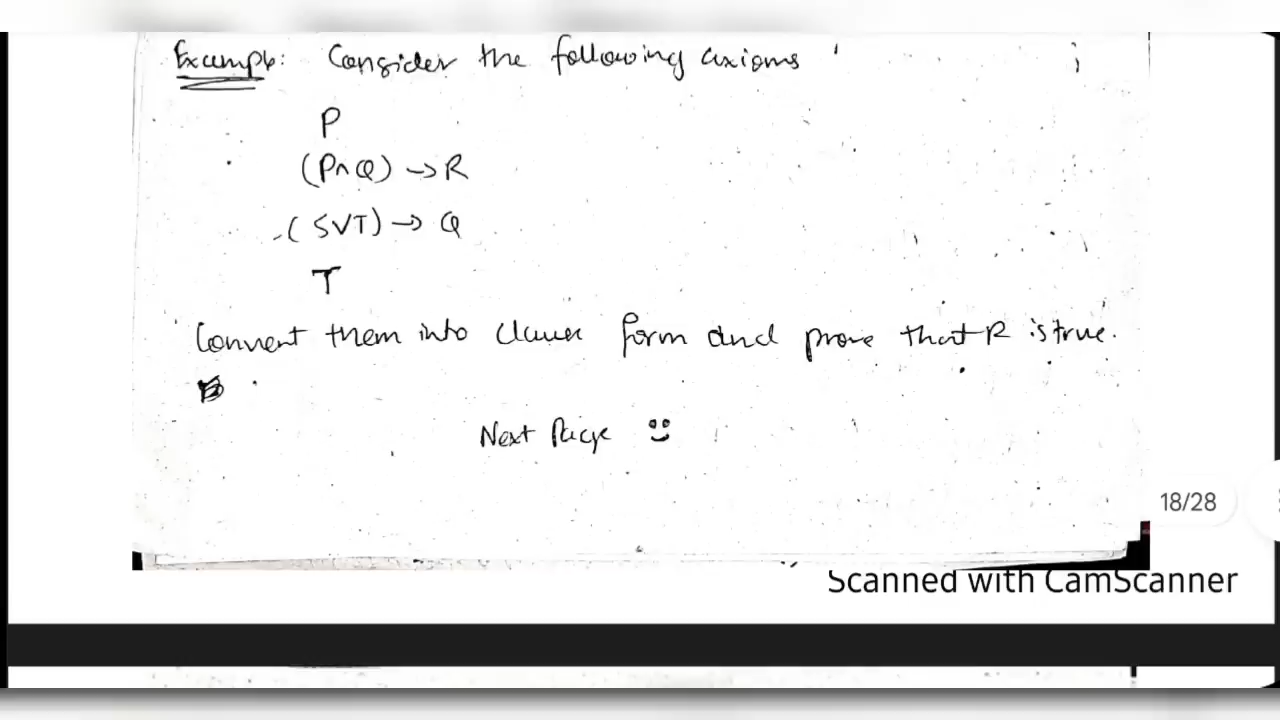 Example: Consider the following axioms
P
(P∧Q) → R
(S∨T) → Q
T
Convert them into clause form and prove that R is true.
Next Page
18/28
Scanned with CamScanner